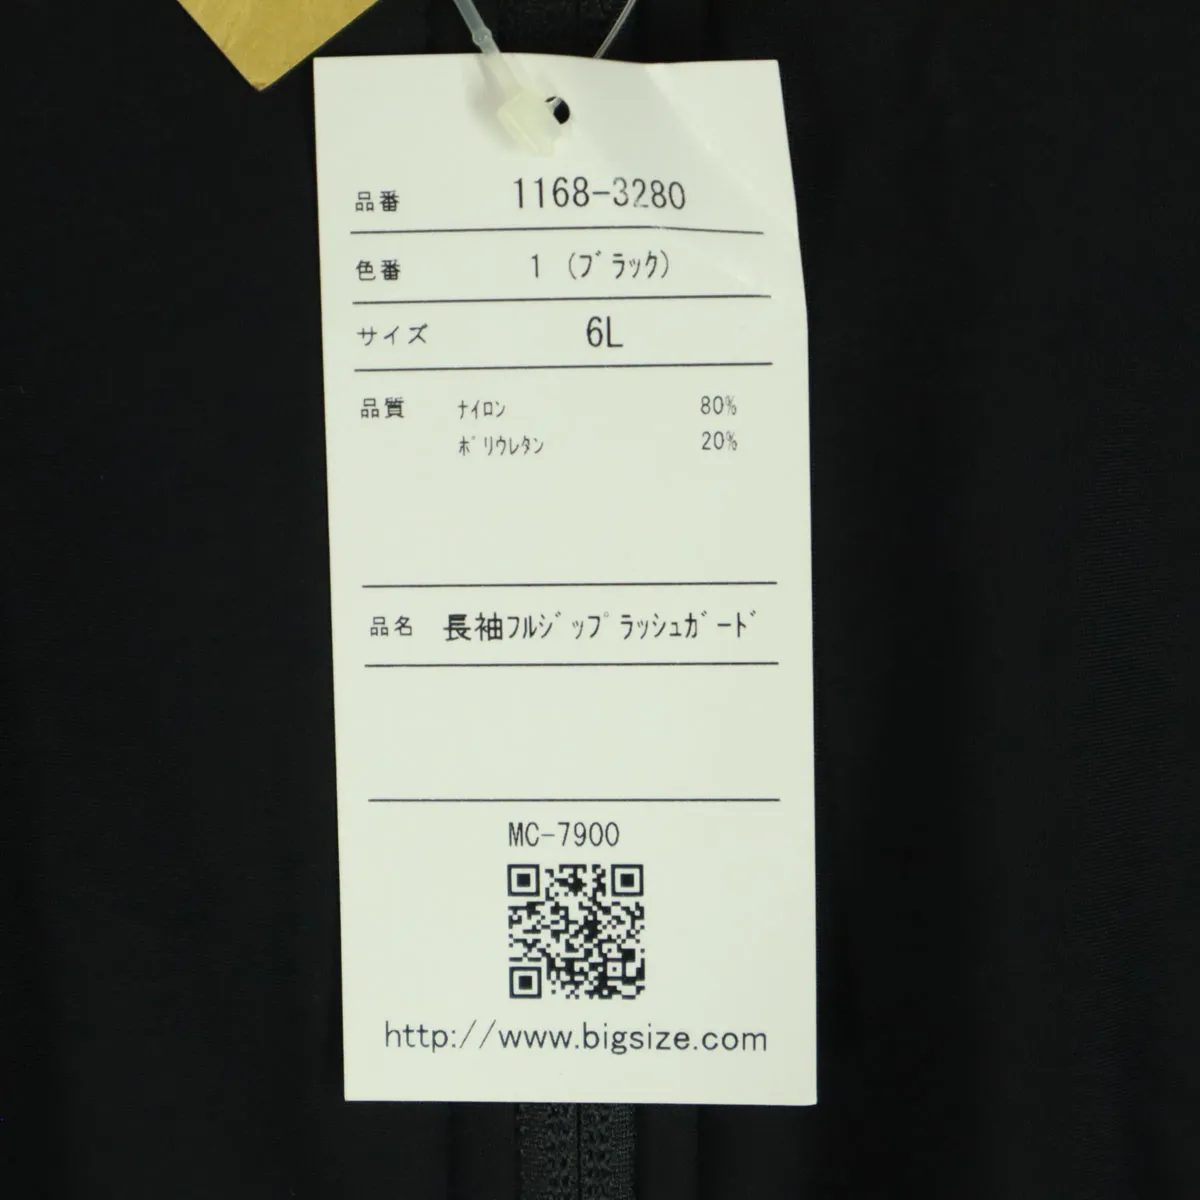 品番 1168-3280
色番 1 (ﾌﾞﾗｯｸ)
サイズ 6L
品質 ﾅｲﾛﾝ 80%
ﾎﾟﾘｳﾚﾀﾝ 20%
品名 長袖ﾌﾙｼﾞｯﾌﾟﾗｯｼｭｶﾞｰﾄﾞ
MC-7900
http://www.bigsize.com